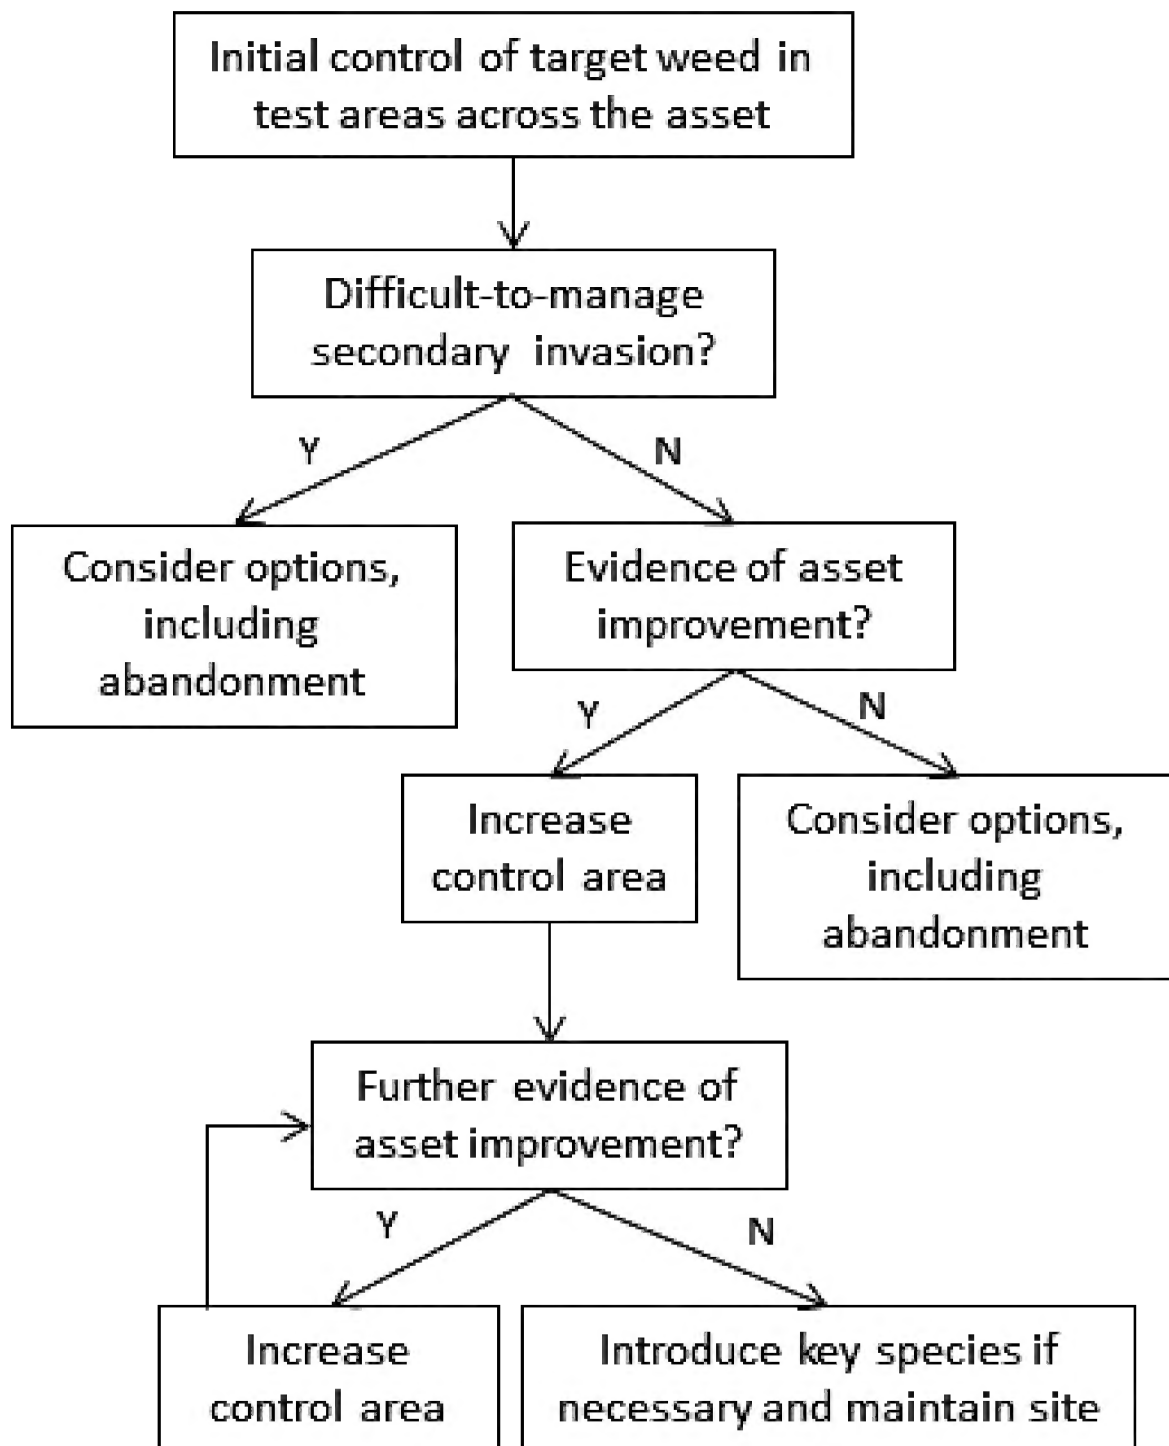 Initial control of target weed in
test areas across the asset
Difficult-to-manage
secondary invasion?
Y
N
Consider options,
including
abandonment
Evidence of asset
improvement?
Y
N
Increase
control area
Consider options,
including
abandonment
Further evidence of
asset improvement?
Y
N
Increase
control area
Introduce key species if
necessary and maintain site